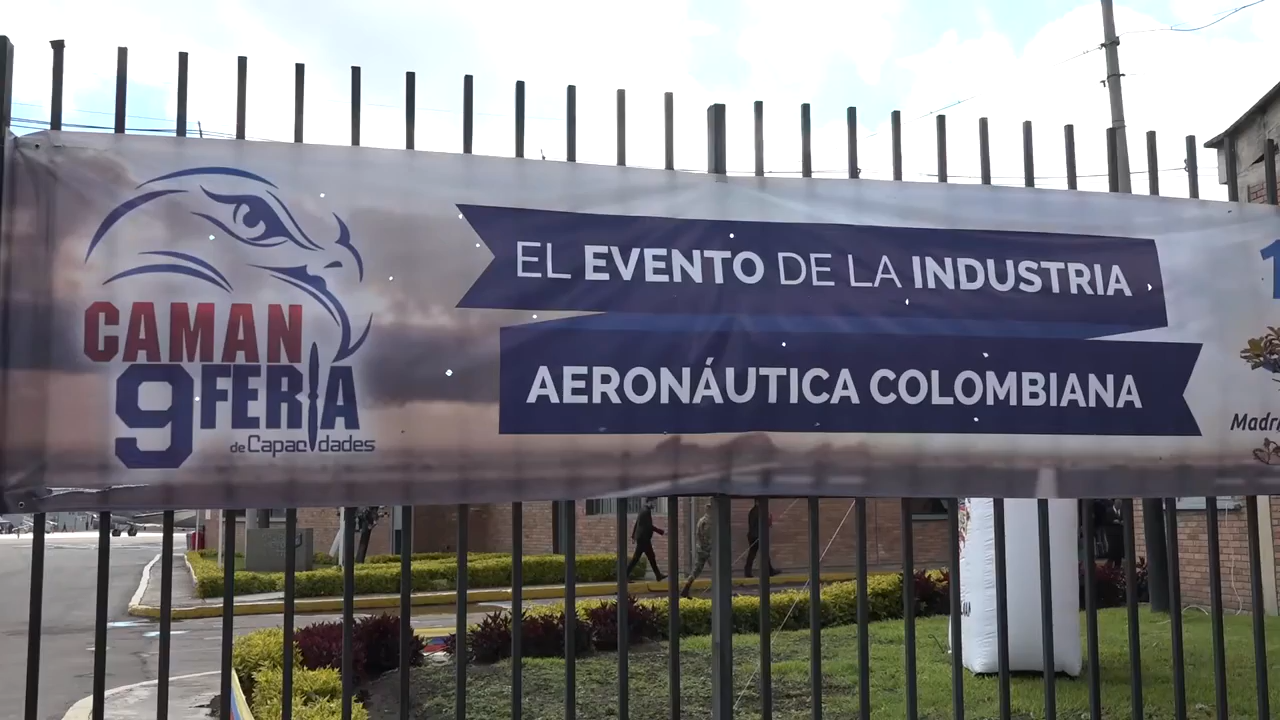 CAMAN
9 FERIA
de Capacidades
EL EVENTO DE LA INDUSTRIA
AERONÁUTICA COLOMBIANA